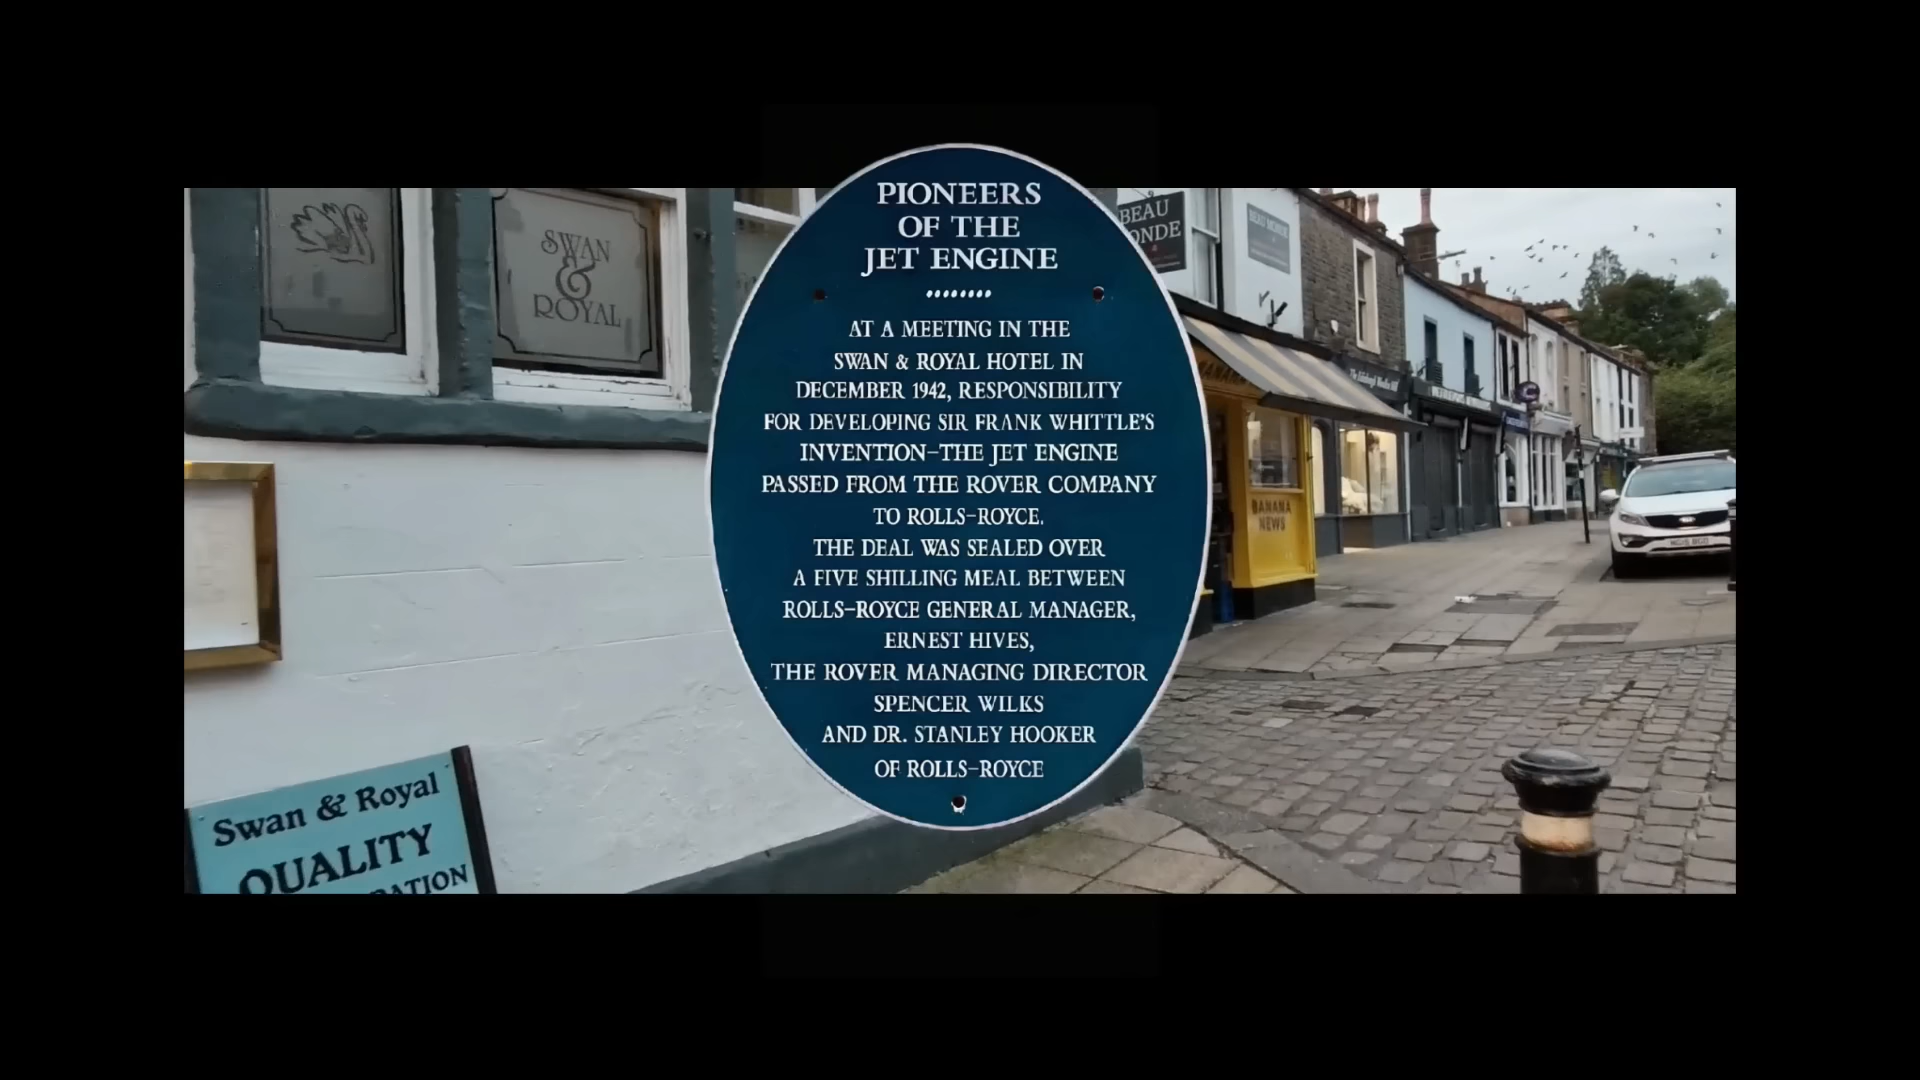 PIONEERS
OF THE
JET ENGINE
AT A MEETING IN THE
SWAN & ROYAL HOTEL IN
DECEMBER 1942, RESPONSIBILITY
FOR DEVELOPING SIR FRANK WHITTLE'S
INVENTION–THE JET ENGINE
PASSED FROM THE ROVER COMPANY
TO ROLLS–ROYCE.
THE DEAL WAS SEALED OVER
A FIVE SHILLING MEAL BETWEEN
ROLLS–ROYCE GENERAL MANAGER,
ERNEST HIVES,
THE ROVER MANAGING DIRECTOR
SPENCER WILKS
AND DR. STANLEY HOOKER
OF ROLLS–ROYCE
SWAN
&
ROYAL
Swan & Royal
QUALITY
BEAU
ONDE
BEAU MONDE
BANANA
NEWS